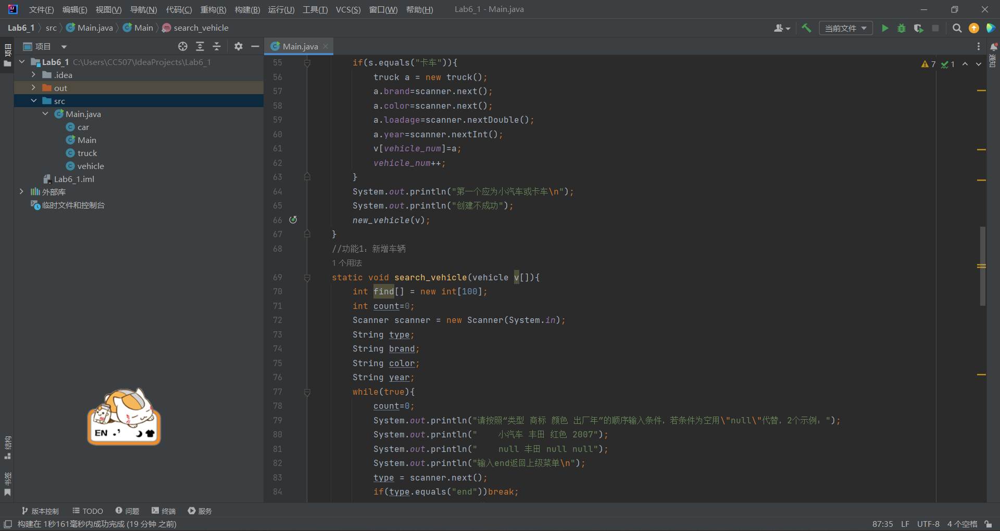 文件(F) 编辑(E) 视图(V) 导航(N) 代码(C) 重构(R) 构建(B) 运行(U) 工具(T) VCS(S) 窗口(W) 帮助(H) Lab6_1 - Main.java
Lab6_1 src Main.java Main search_vehicle
当前文件
项目
项目
Main.java
通知
Lab6_1 C:\Users\CC507\IdeaProjects\Lab6_1
.idea
out
src
Main.java
car
Main
truck
vehicle
Lab6_1.iml
外部库
临时文件和控制台
7 1
55 if(s.equals("卡车")){
56 truck a = new truck();
57 a.brand=scanner.next();
58 a.color=scanner.next();
59 a.loadage=scanner.nextDouble();
60 a.year=scanner.nextInt();
61 v[vehicle_num]=a;
62 vehicle_num++;
63 }
64 System.out.println("第一个应为小汽车或卡车\n");
65 System.out.println("创建不成功");
66 new_vehicle(v);
67 }
68 //功能1：新增车辆
1 个用法
69 static void search_vehicle(vehicle v[]){
70 int find[] = new int[100];
71 int count=0;
72 Scanner scanner = new Scanner(System.in);
73 String type;
74 String brand;
75 String color;
76 String year;
77 while(true){
78 count=0;
79 System.out.println("请按照“类型 商标 颜色 出厂年”的顺序输入条件，若条件为空用\"null\"代替，2个示例：");
80 System.out.println("    小汽车 丰田 红色 2007");
81 System.out.println("    null 丰田 null null");
82 System.out.println("输入end返回上级菜单\n");
83 type = scanner.next();
84 if(type.equals("end"))break;
EN
结构
书签
版本控制 TODO 问题 终端 服务
构建在 1秒161毫秒内成功完成 (19 分钟 之前)
87:35 LF UTF-8 4 个空格